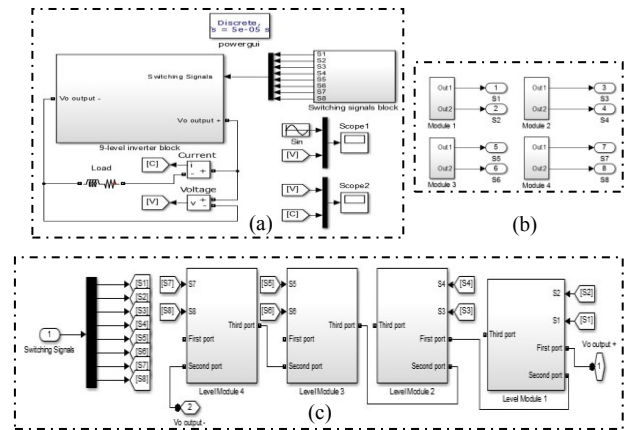 Discrete,
s = 5e-05 s
powergui
Switching Signals
Vo output -
Vo output +
9-level inverter block
S1
S2
S3
S4
S5
S6
S7
S8
Switching signals block
Load
Current
[C]
i
+
-
Voltage
[V]
v
+
-
Sin
[V]
Scope1
[V]
[C]
Scope2
(a)
Out1
Out2
Module 1
1
S1
2
S2
Out1
Out2
Module 2
3
S3
4
S4
Out1
Out2
Module 3
5
S5
6
S6
Out1
Out2
Module 4
7
S7
8
S8
(b)
1
Switching Signals
[S1]
[S2]
[S3]
[S4]
[S5]
[S6]
[S7]
[S8]
[S7]
[S8]
S7
S8
Third port
First port
Second port
Level Module 4
2
Vo output -
[S5]
[S6]
S5
S6
Third port
First port
Second port
Level Module 3
S4
S3
[S4]
[S3]
Third port
First port
Second port
Level Module 2
S2
S1
[S2]
[S1]
Third port
First port
Second port
Level Module 1
Vo output +
1
(c)